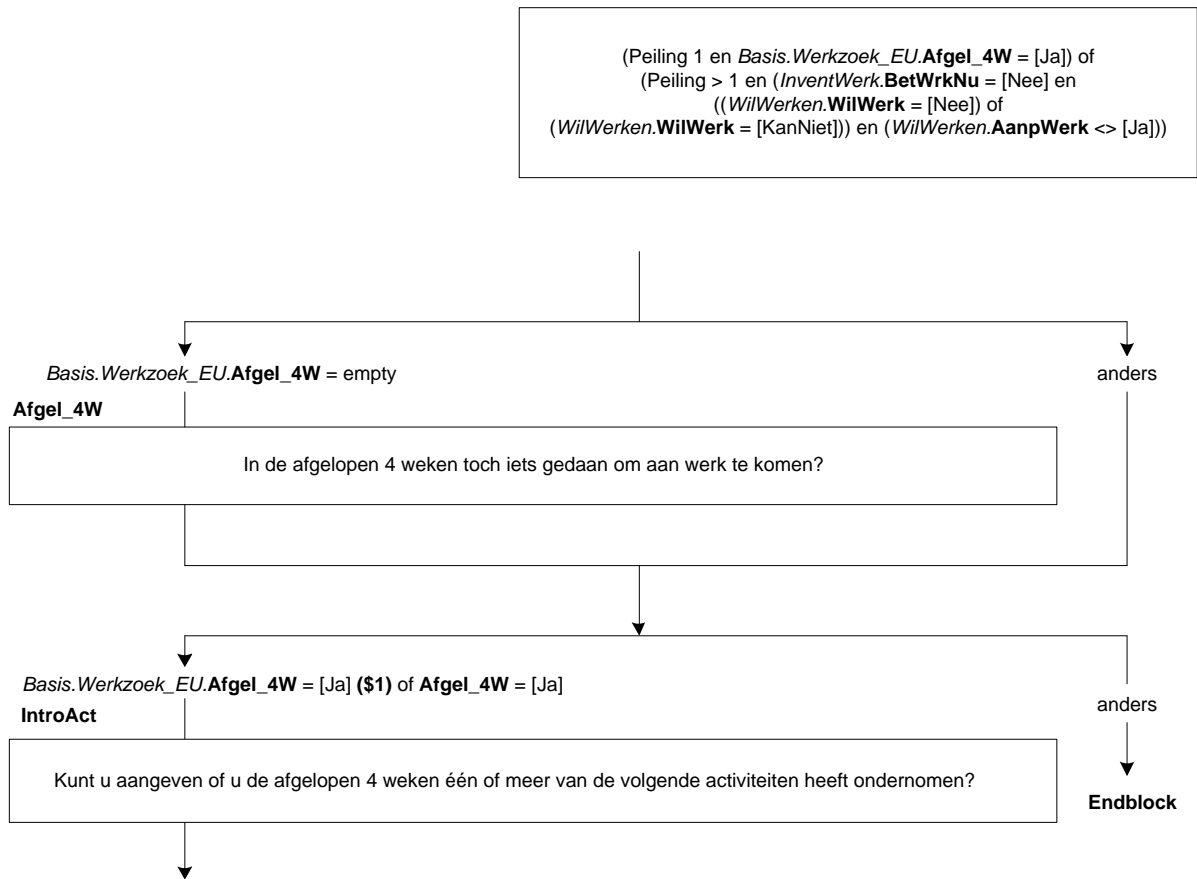 (Peiling 1 en Basis.Werkzoek_EU.Afgel_4W = [Ja]) of
(Peiling > 1 en (InventWerk.BetWrkNu = [Nee] en
((WilWerken.WilWerk = [Nee]) of
(WilWerken.WilWerk = [KanNiet])) en (WilWerken.AanpWerk <> [Ja]))
Basis.Werkzoek_EU.Afgel_4W = empty
anders
Afgel_4W
In de afgelopen 4 weken toch iets gedaan om aan werk te komen?
Basis.Werkzoek_EU.Afgel_4W = [Ja] ($1) of Afgel_4W = [Ja]
anders
IntroAct
Kunt u aangeven of u de afgelopen 4 weken één of meer van de volgende activiteiten heeft ondernomen?
Endblock